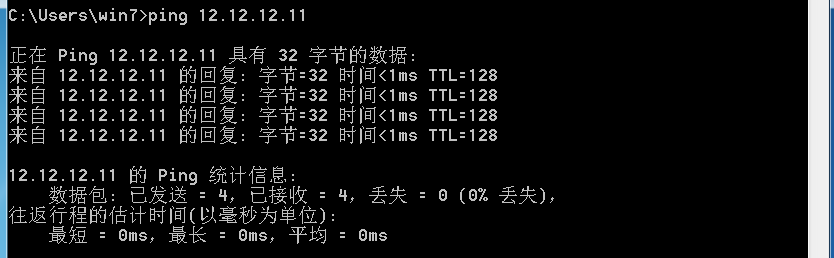 C:\Users\win7>ping 12.12.12.11
正在 Ping 12.12.12.11 具有 32 字节的数据:
来自 12.12.12.11 的回复: 字节=32 时间<1ms TTL=128
来自 12.12.12.11 的回复: 字节=32 时间<1ms TTL=128
来自 12.12.12.11 的回复: 字节=32 时间<1ms TTL=128
来自 12.12.12.11 的回复: 字节=32 时间<1ms TTL=128
12.12.12.11 的 Ping 统计信息:
数据包: 已发送 = 4，已接收 = 4，丢失 = 0 (0% 丢失)，
往返行程的估计时间(以毫秒为单位):
最短 = 0ms，最长 = 0ms，平均 = 0ms